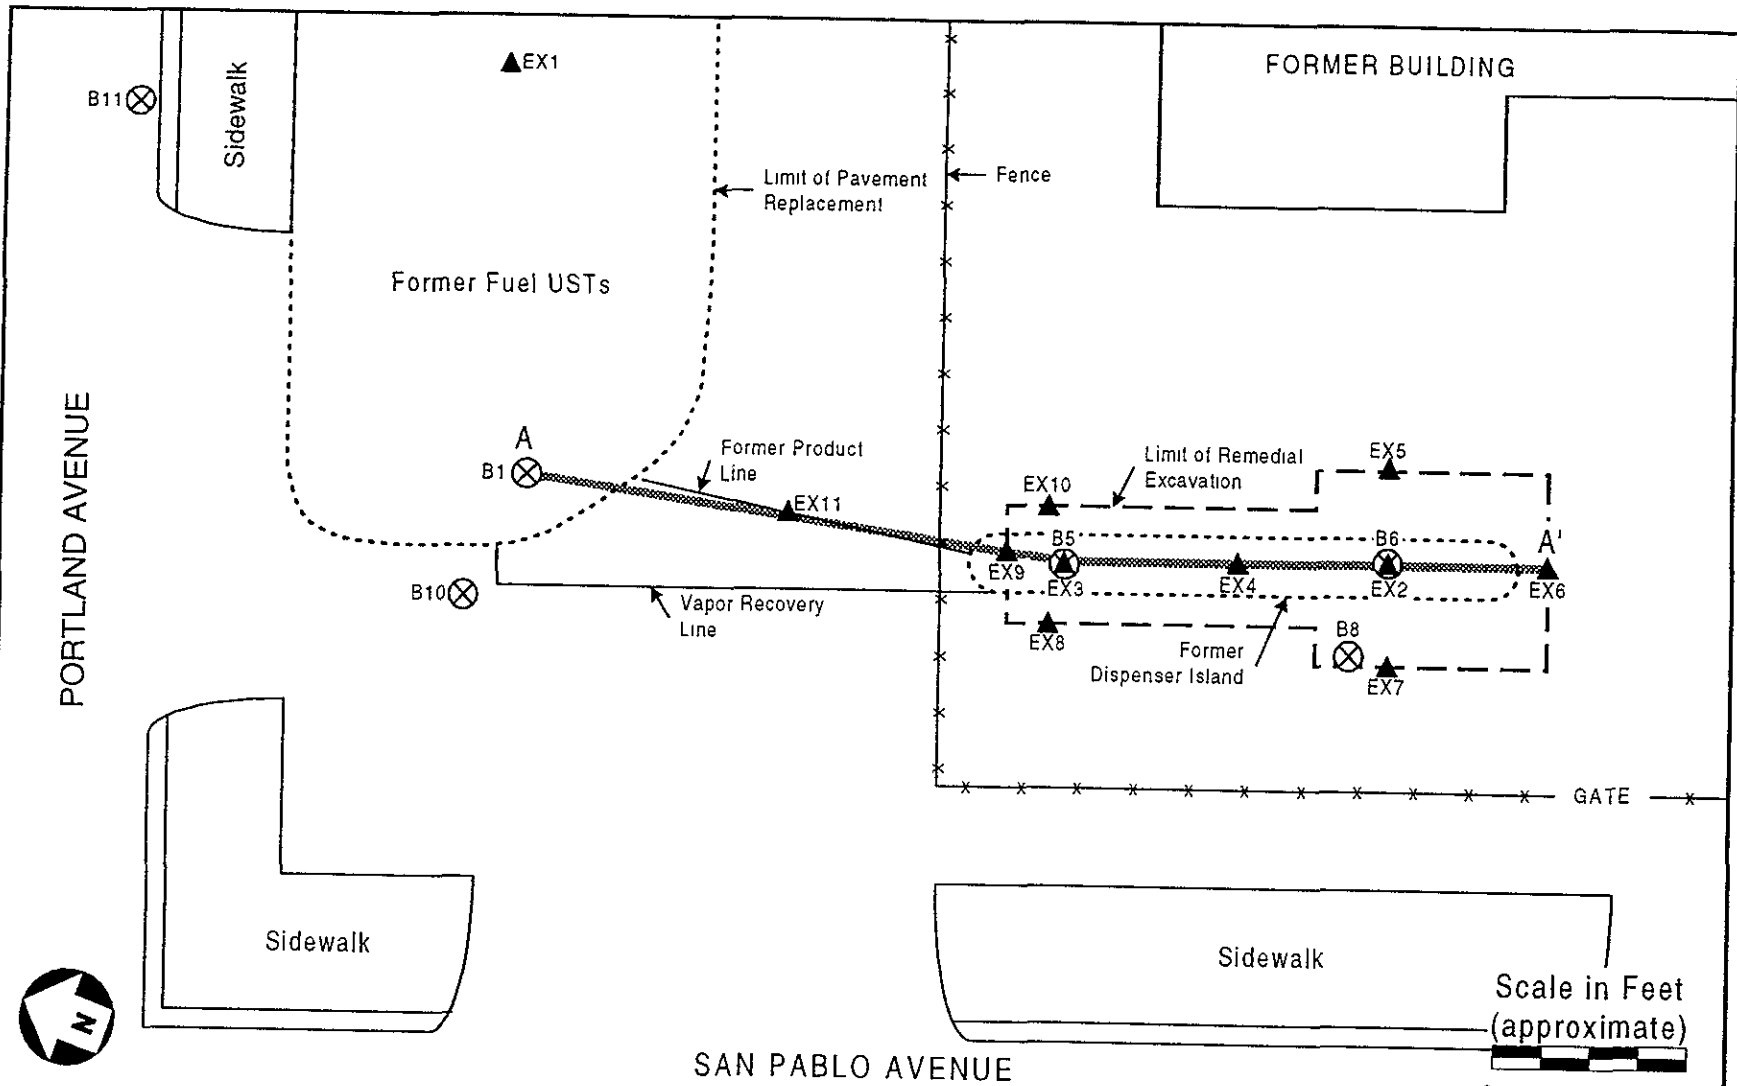 EX1
FORMER BUILDING
B11
Sidewalk
Limit of Pavement
Replacement
Fence
Former Fuel USTs
PORTLAND AVENUE
A
B1
Former Product
Line
EX11
Limit of Remedial
Excavation
EX5
EX10
B5
B6
A'
EX9
EX3
EX4
EX2
EX6
B10
Vapor Recovery
Line
EX8
Former
Dispenser Island
B8
EX7
GATE
Sidewalk
Sidewalk
Scale in Feet
(approximate)
N
SAN PABLO AVENUE